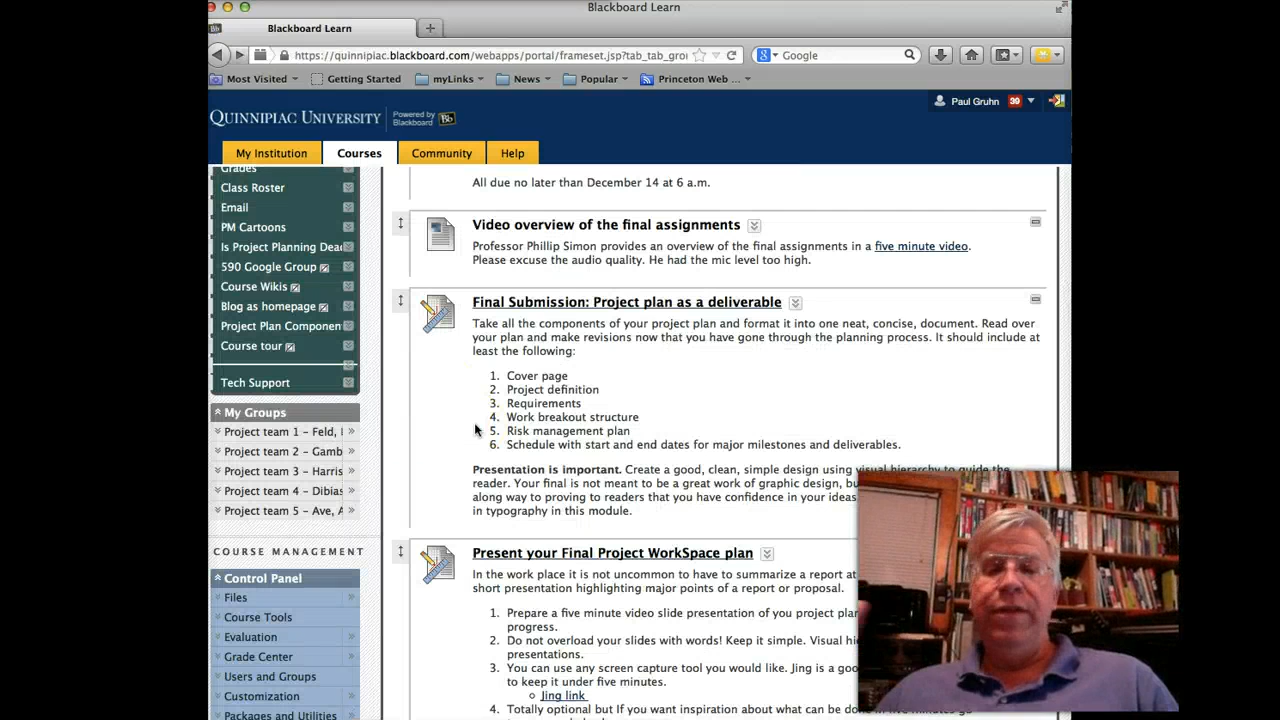 Blackboard Learn
Blackboard Learn
https://quinnipiac.blackboard.com/webapps/portal/frameset.jsp?tab_tab_grou
Google
Most Visited
Getting Started
myLinks
News
Popular
Princeton Web ...
Paul Gruhn 39
QUINNIPIAC UNIVERSITY
Powered by
Blackboard
Bb
My Institution
Courses
Community
Help
Grades
Class Roster
Email
PM Cartoons
Is Project Planning Dea
590 Google Group
Course Wikis
Blog as homepage
Project Plan Componen
Course tour
Tech Support
My Groups
Project team 1 – Feld,
Project team 2 – Gamb
Project team 3 – Harris
Project team 4 – Dibias
Project team 5 – Ave, A
COURSE MANAGEMENT
Control Panel
Files
Course Tools
Evaluation
Grade Center
Users and Groups
Customization
Packages and Utilities
All due no later than December 14 at 6 a.m.
Video overview of the final assignments
Professor Phillip Simon provides an overview of the final assignments in a five minute video.
Please excuse the audio quality. He had the mic level too high.
Final Submission: Project plan as a deliverable
Take all the components of your project plan and format it into one neat, concise, document. Read over
your plan and make revisions now that you have gone through the planning process. It should include at
least the following:
1. Cover page
2. Project definition
3. Requirements
4. Work breakout structure
5. Risk management plan
6. Schedule with start and end dates for major milestones and deliverables.
Presentation is important. Create a good, clean, simple design using visual hierarchy to guide the
reader. Your final is not meant to be a great work of graphic design, bu
along way to proving to readers that you have confidence in your ideas
in typography in this module.
Present your Final Project WorkSpace plan
In the work place it is not uncommon to have to summarize a report at
short presentation highlighting major points of a report or proposal.
1. Prepare a five minute video slide presentation of you project plan
progress.
2. Do not overload your slides with words! Keep it simple. Visual hi
presentations.
3. You can use any screen capture tool you would like. Jing is a goo
to keep it under five minutes.
Jing link
4. Totally optional but If you want inspiration about what can be done in five minutes go